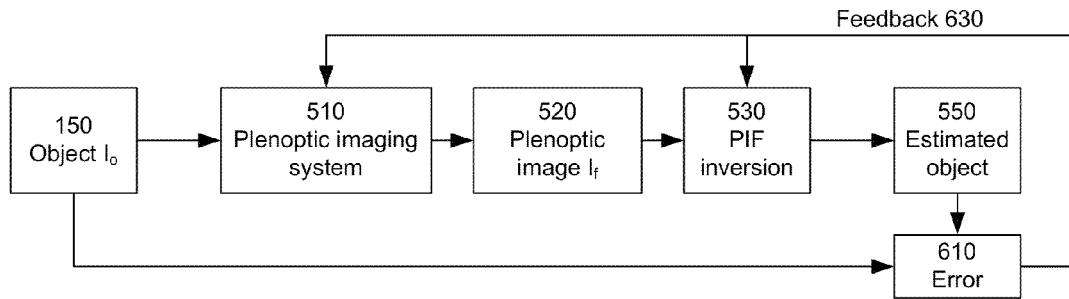 Feedback 630
150
Object Iₒ
510
Plenoptic imaging
system
520
Plenoptic
image I_f
530
PIF
inversion
550
Estimated
object
610
Error